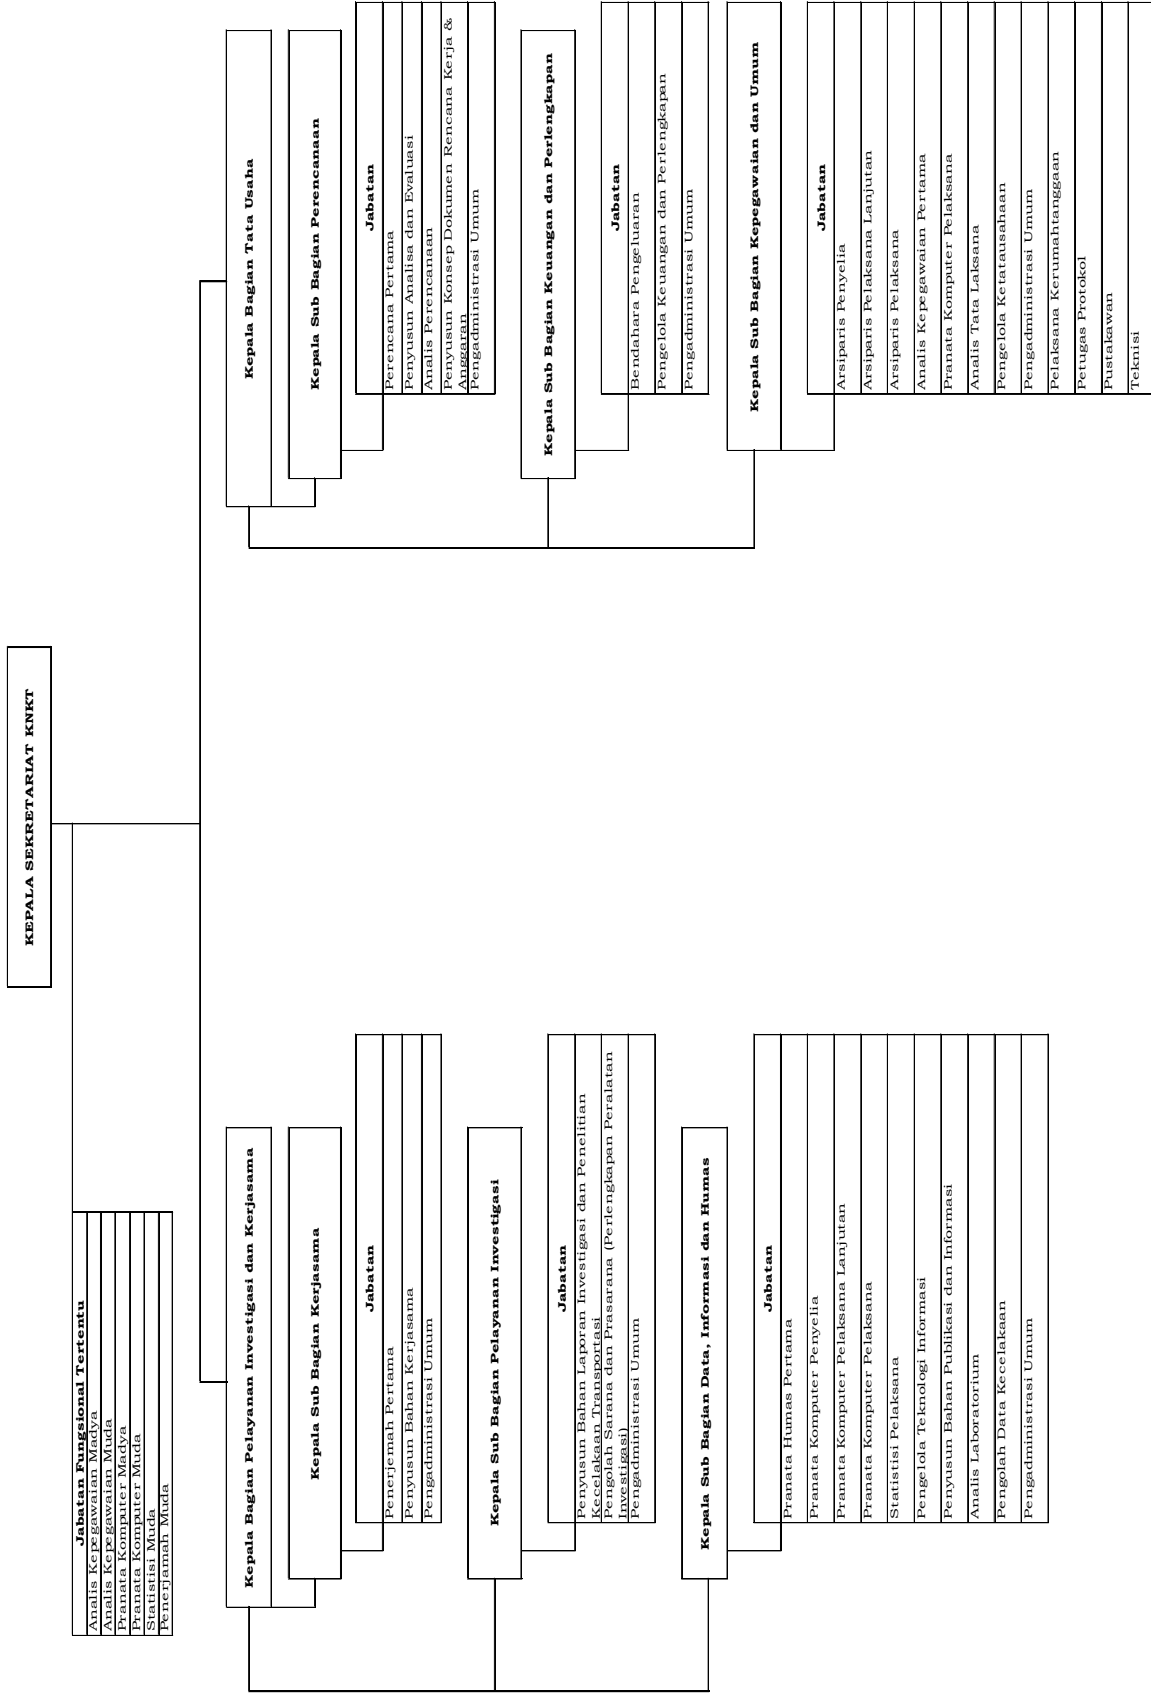 KEPALA SEKRETARIAT KNKT
Jabatan Fungsional Tertentu
Analis Kepegawaian Madya
Analis Kepegawaian Muda
Pranata Komputer Madya
Pranata Komputer Muda
Statistisi Muda
Penerjamah Muda
Kepala Bagian Pelayanan Investigasi dan Kerjasama
Kepala Sub Bagian Kerjasama
Jabatan
Penerjemah Pertama
Penyusun Bahan Kerjasama
Pengadministrasi Umum
Kepala Sub Bagian Pelayanan Investigasi
Jabatan
Penyusun Bahan Laporan Investigasi dan Penelitian
Kecelakaan Transportasi
Pengolah Sarana dan Prasarana (Perlengkapan Peralatan
Investigasi)
Pengadministrasi Umum
Kepala Sub Bagian Data, Informasi dan Humas
Jabatan
Pranata Humas Pertama
Pranata Komputer Penyelia
Pranata Komputer Pelaksana Lanjutan
Pranata Komputer Pelaksana
Statistisi Pelaksana
Pengelola Teknologi Informasi
Penyusun Bahan Publikasi dan Informasi
Analis Laboratorium
Pengolah Data Kecelakaan
Pengadministrasi Umum
Kepala Bagian Tata Usaha
Kepala Sub Bagian Perencanaan
Jabatan
Perencana Pertama
Penyusun Analisa dan Evaluasi
Analis Perencanaan
Penyusun Konsep Dokumen Rencana Kerja &
Anggaran
Pengadministrasi Umum
Kepala Sub Bagian Keuangan dan Perlengkapan
Jabatan
Bendahara Pengeluaran
Pengelola Keuangan dan Perlengkapan
Pengadministrasi Umum
Kepala Sub Bagian Kepegawaian dan Umum
Jabatan
Arsiparis Penyelia
Arsiparis Pelaksana Lanjutan
Arsiparis Pelaksana
Analis Kepegawaian Pertama
Pranata Komputer Pelaksana
Analis Tata Laksana
Pengelola Ketatausahaan
Pengadministrasi Umum
Pelaksana Kerumahtanggaan
Petugas Protokol
Pustakawan
Teknisi